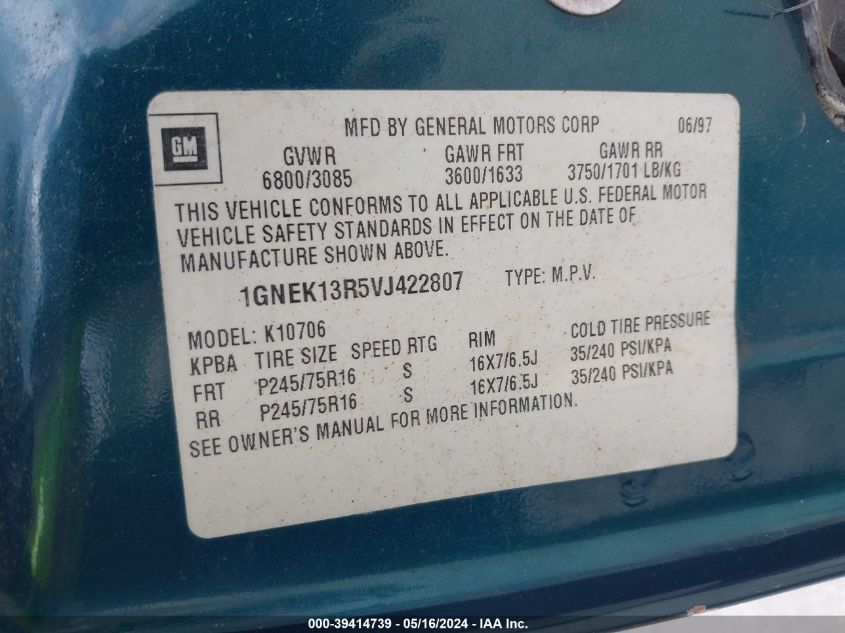 GM
MFD BY GENERAL MOTORS CORP 06/97
GVWR GAWR FRT GAWR RR
6800/3085 3600/1633 3750/1701 LB/KG
THIS VEHICLE CONFORMS TO ALL APPLICABLE U.S. FEDERAL MOTOR
VEHICLE SAFETY STANDARDS IN EFFECT ON THE DATE OF
MANUFACTURE SHOWN ABOVE.
1GNEK13R5VJ422807 TYPE: M.P.V.
MODEL: K10706
KPBA TIRE SIZE SPEED RTG RIM COLD TIRE PRESSURE
FRT P245/75R16 S 16X7/6.5J 35/240 PSI/KPA
RR P245/75R16 S 16X7/6.5J 35/240 PSI/KPA
SEE OWNER'S MANUAL FOR MORE INFORMATION.
000-39414739 - 05/16/2024 - IAA Inc.